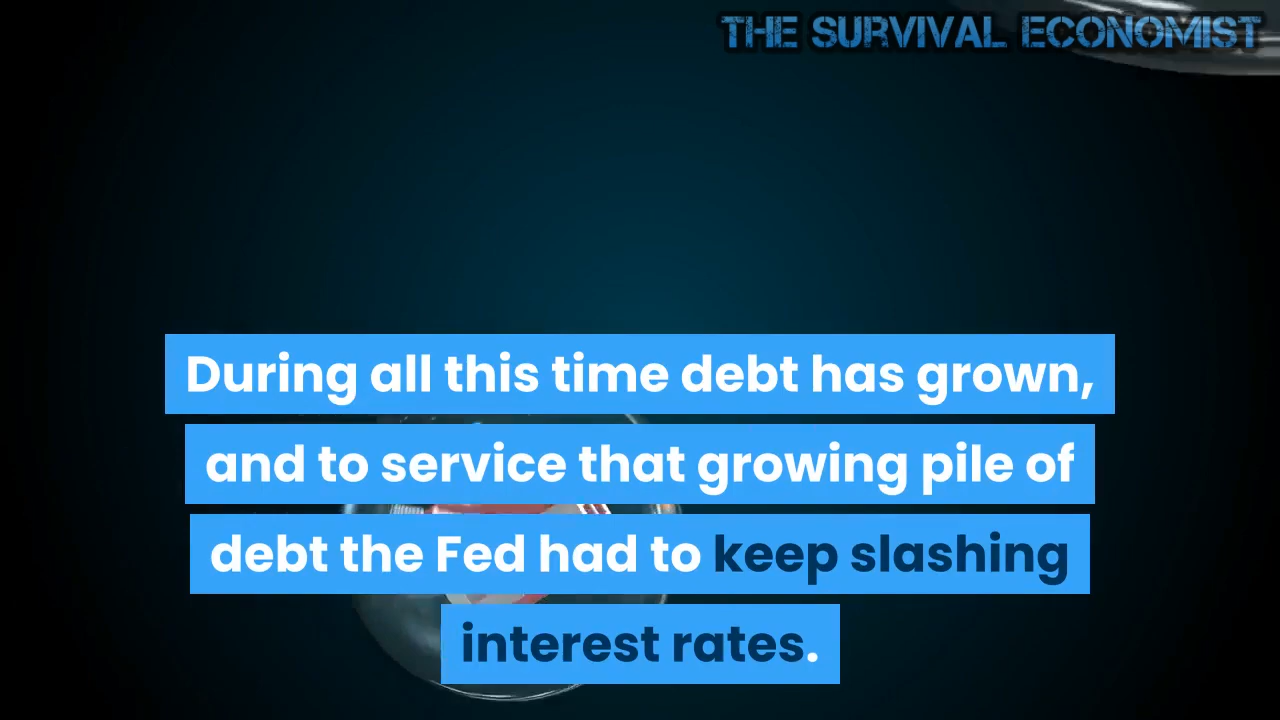 THE SURVIVAL ECONOMIST
During all this time debt has grown,
and to service that growing pile of
debt the Fed had to keep slashing
interest rates.